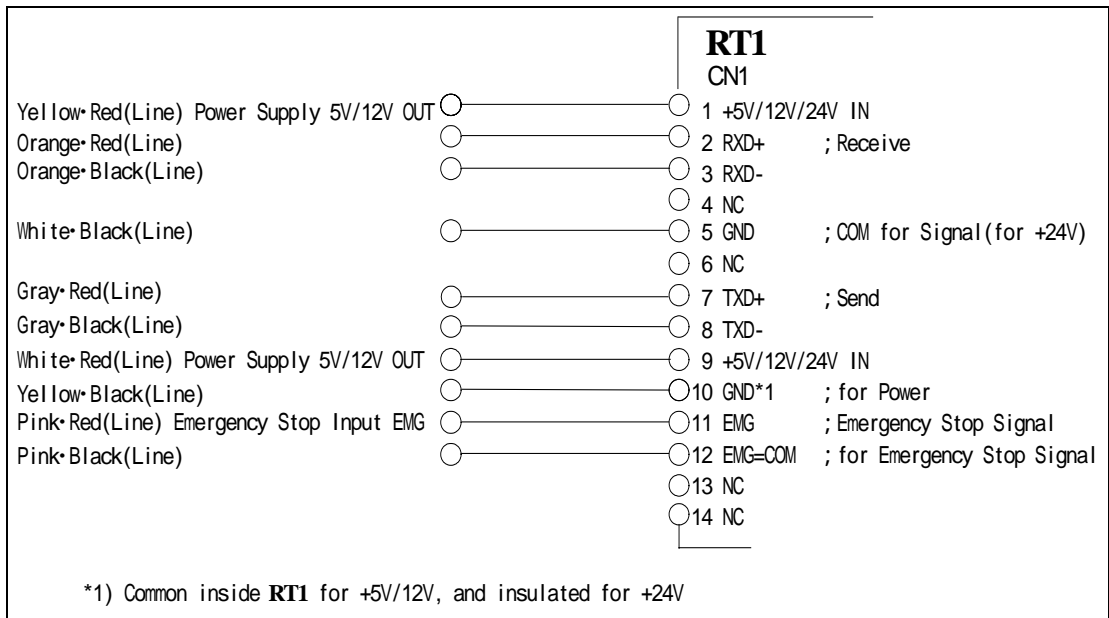 RT1
CN1
Yellow･Red(Line) Power Supply 5V/12V OUT 1 +5V/12V/24V IN
Orange･Red(Line) 2 RXD+ ;Receive
Orange･Black(Line) 3 RXD-
4 NC
White･Black(Line) 5 GND ;COM for Signal(for +24V)
6 NC
Gray･Red(Line) 7 TXD+ ;Send
Gray･Black(Line) 8 TXD-
White･Red(Line) Power Supply 5V/12V OUT 9 +5V/12V/24V IN
Yellow･Black(Line) 10 GND*1 ;for Power
Pink･Red(Line) Emergency Stop Input EMG 11 EMG ;Emergency Stop Signal
Pink･Black(Line) 12 EMG=COM ;for Emergency Stop Signal
13 NC
14 NC
*1) Common inside RT1 for +5V/12V, and insulated for +24V